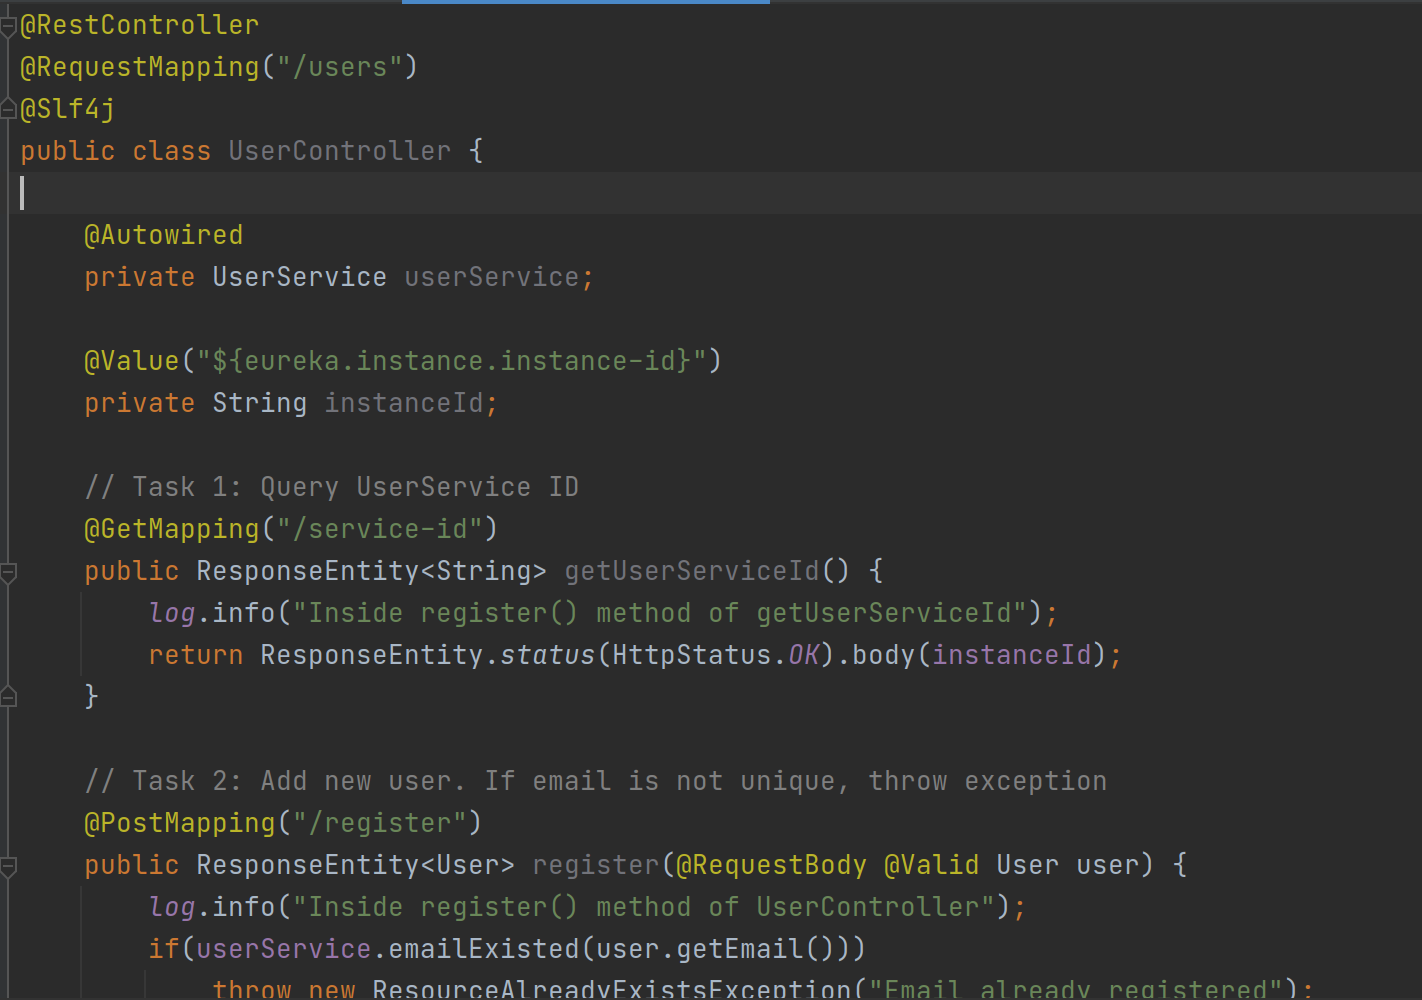 @RestController
@RequestMapping("/users")
@Slf4j
public class UserController {
@Autowired
private UserService userService;
@Value("${eureka.instance.instance-id}")
private String instanceId;
// Task 1: Query UserService ID
@GetMapping("/service-id")
public ResponseEntity<String> getUserServiceId() {
log.info("Inside register() method of getUserServiceId");
return ResponseEntity.status(HttpStatus.OK).body(instanceId);
}
// Task 2: Add new user. If email is not unique, throw exception
@PostMapping("/register")
public ResponseEntity<User> register(@RequestBody @Valid User user) {
log.info("Inside register() method of UserController");
if(userService.emailExisted(user.getEmail()))
throw new ResourceAlreadyExistsException("Email already registered");